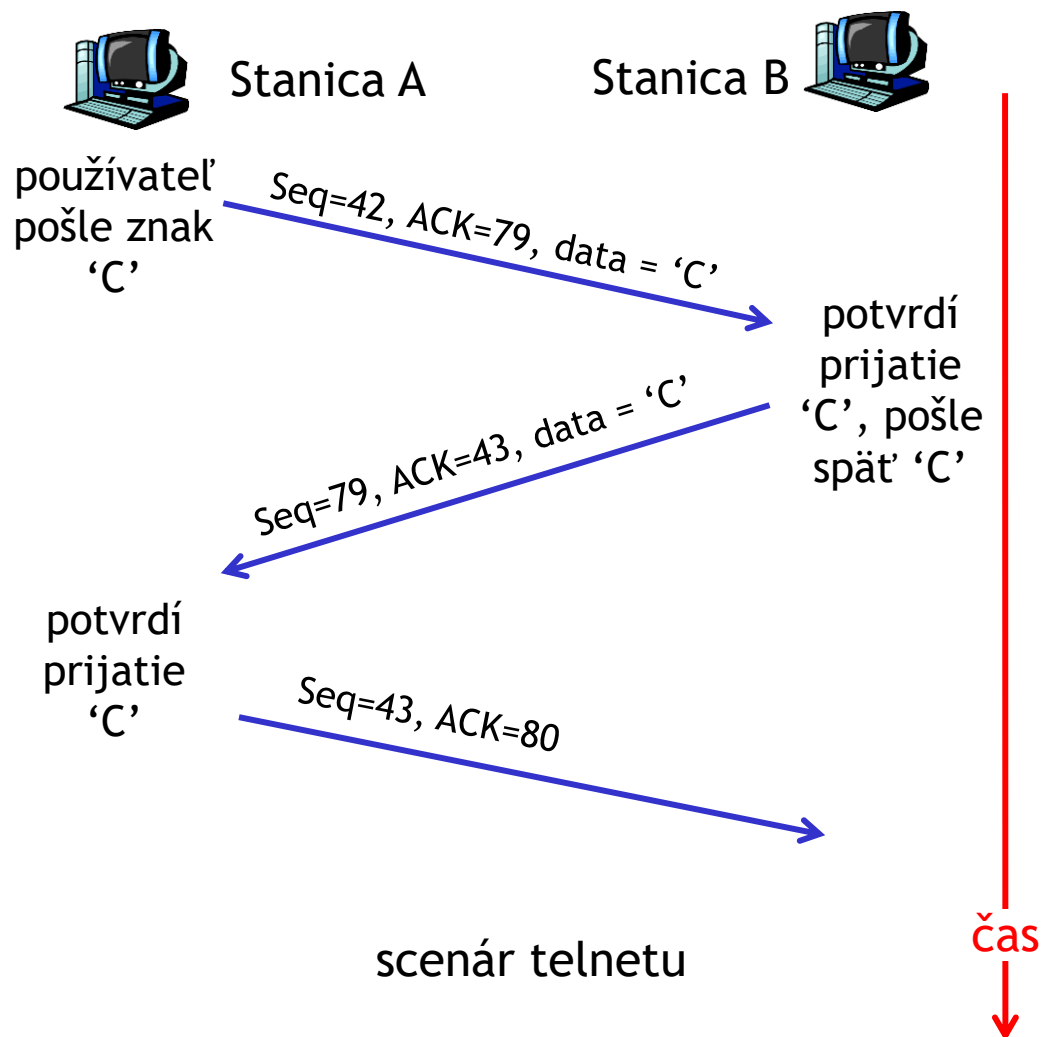 Stanica A
Stanica B
používateľ
pošle znak
‘C’
Seq=42, ACK=79, data = ‘C’
potvrdí
prijatie
‘C’, pošle
späť ‘C’
Seq=79, ACK=43, data = ‘C’
potvrdí
prijatie
‘C’
Seq=43, ACK=80
čas
scenár telnetu